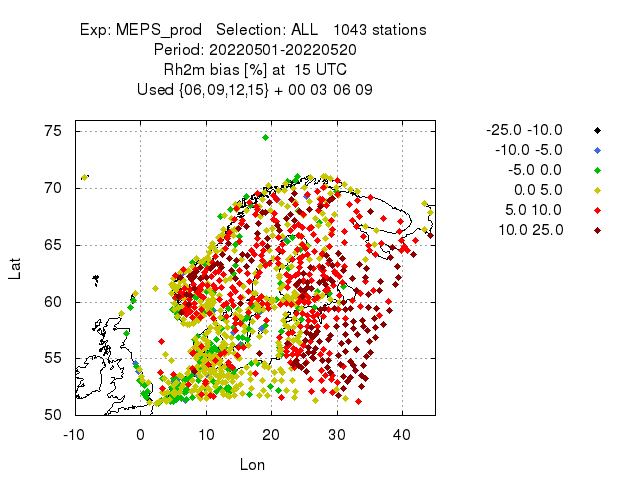 Exp: MEPS_prod   Selection: ALL   1043 stations
Period: 20220501-20220520
Rh2m bias [%] at  15 UTC
Used {06,09,12,15} + 00 03 06 09
-25.0 -10.0
-10.0 -5.0
-5.0 0.0
0.0 5.0
5.0 10.0
10.0 25.0
75
70
65
60
55
50
Lat
-10 0 10 20 30 40
Lon